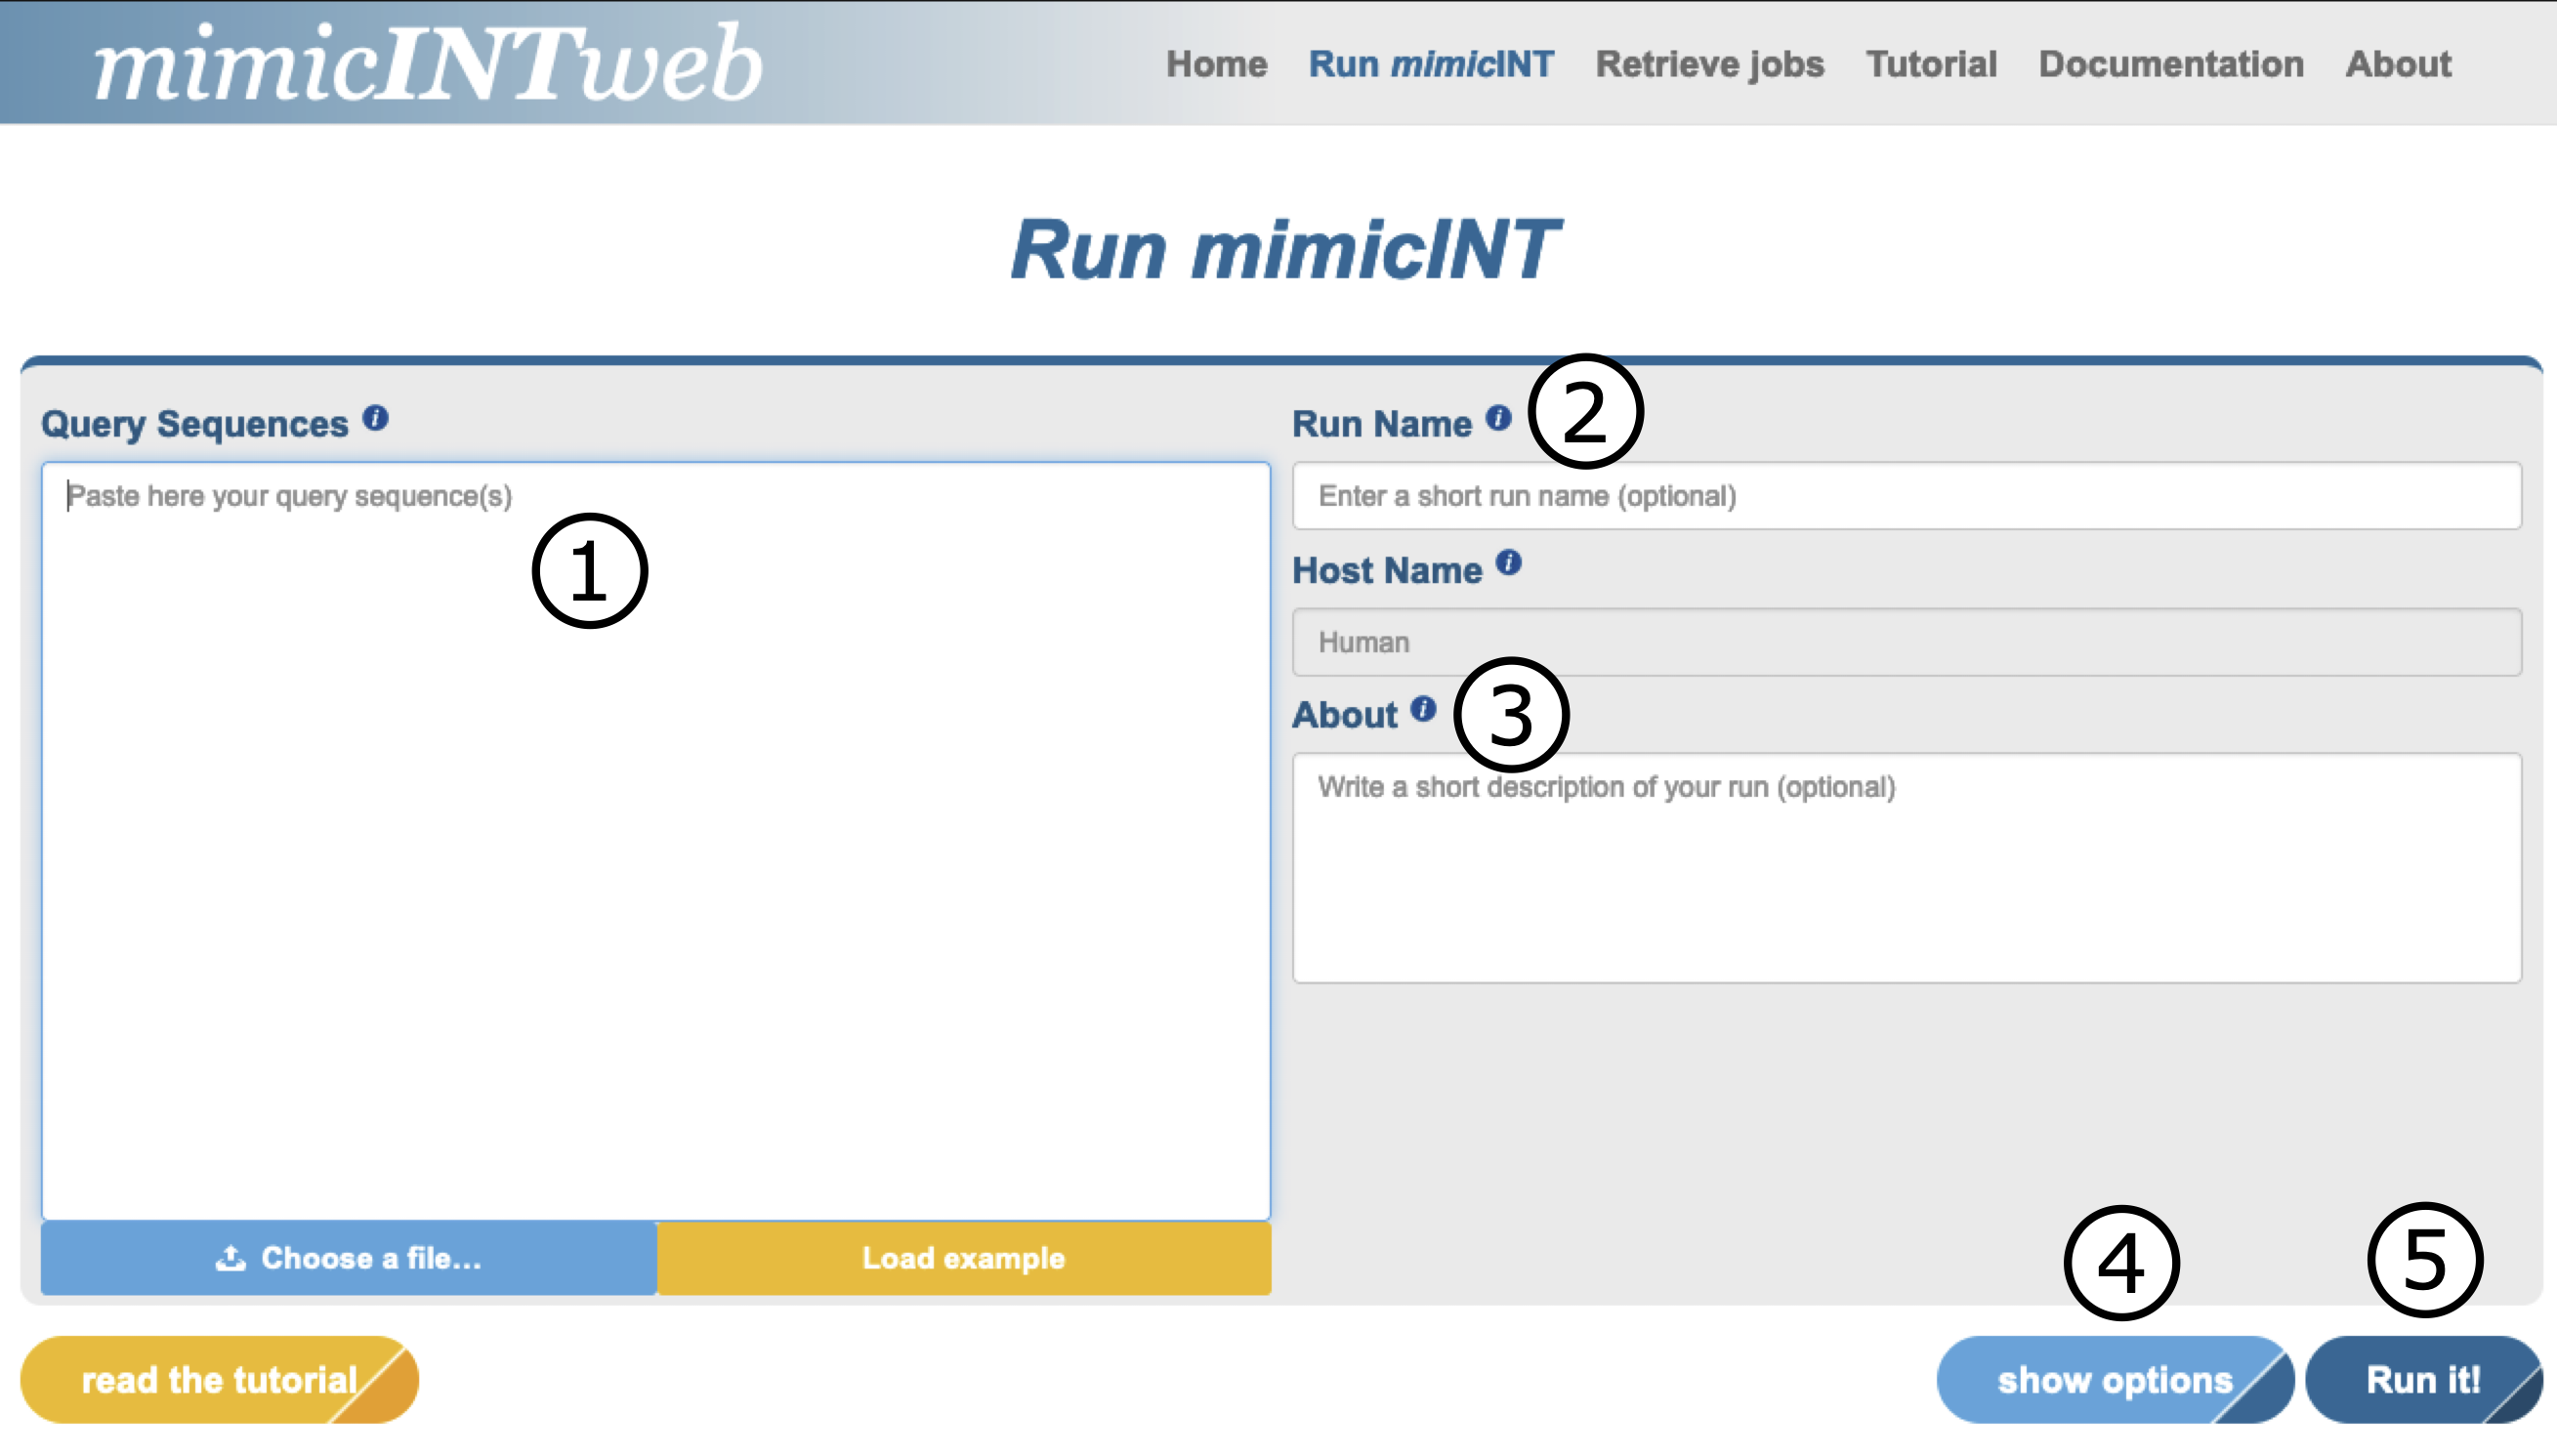 mimicINTweb
Home Run mimicINT Retrieve jobs Tutorial Documentation About
Run mimicINT
Query Sequences
Paste here your query sequence(s)
1
Choose a file...
Load example
Run Name
2
Enter a short run name (optional)
Host Name
Human
About
3
Write a short description of your run (optional)
4
5
read the tutorial
show options
Run it!